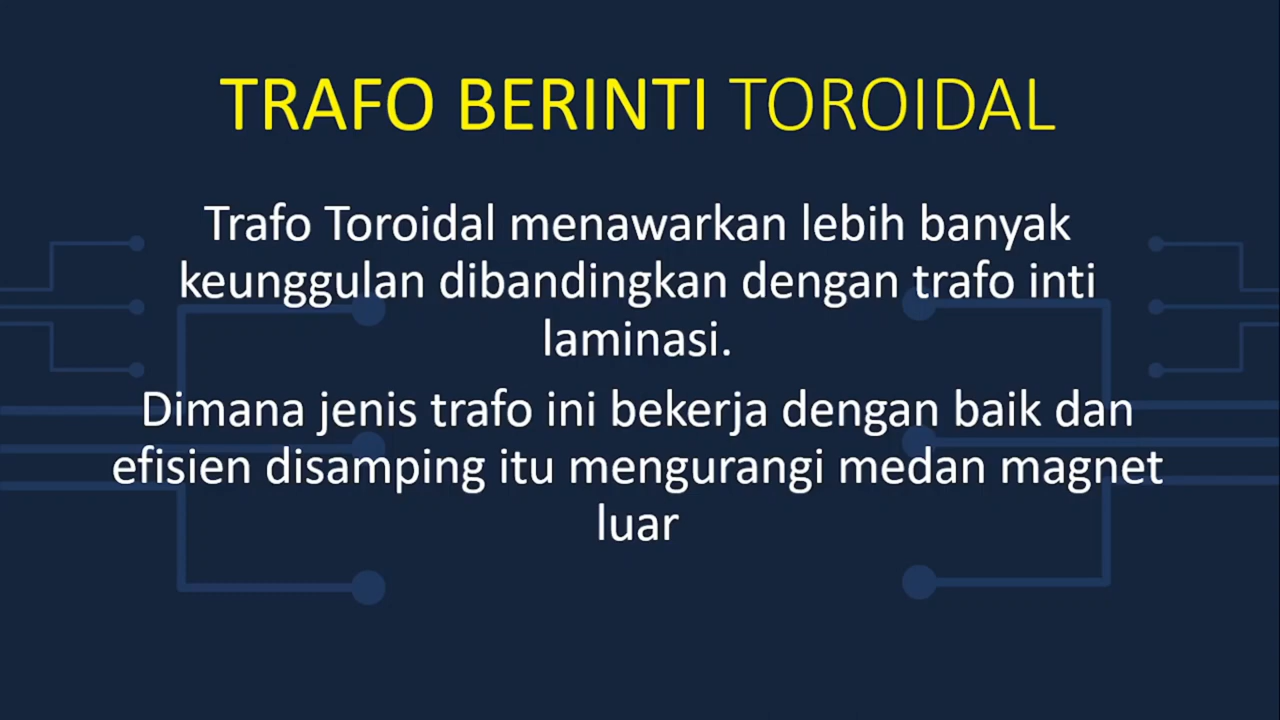 TRAFO BERINTI TOROIDAL
Trafo Toroidal menawarkan lebih banyak
keunggulan dibandingkan dengan trafo inti
laminasi.
Dimana jenis trafo ini bekerja dengan baik dan
efisien disamping itu mengurangi medan magnet
luar